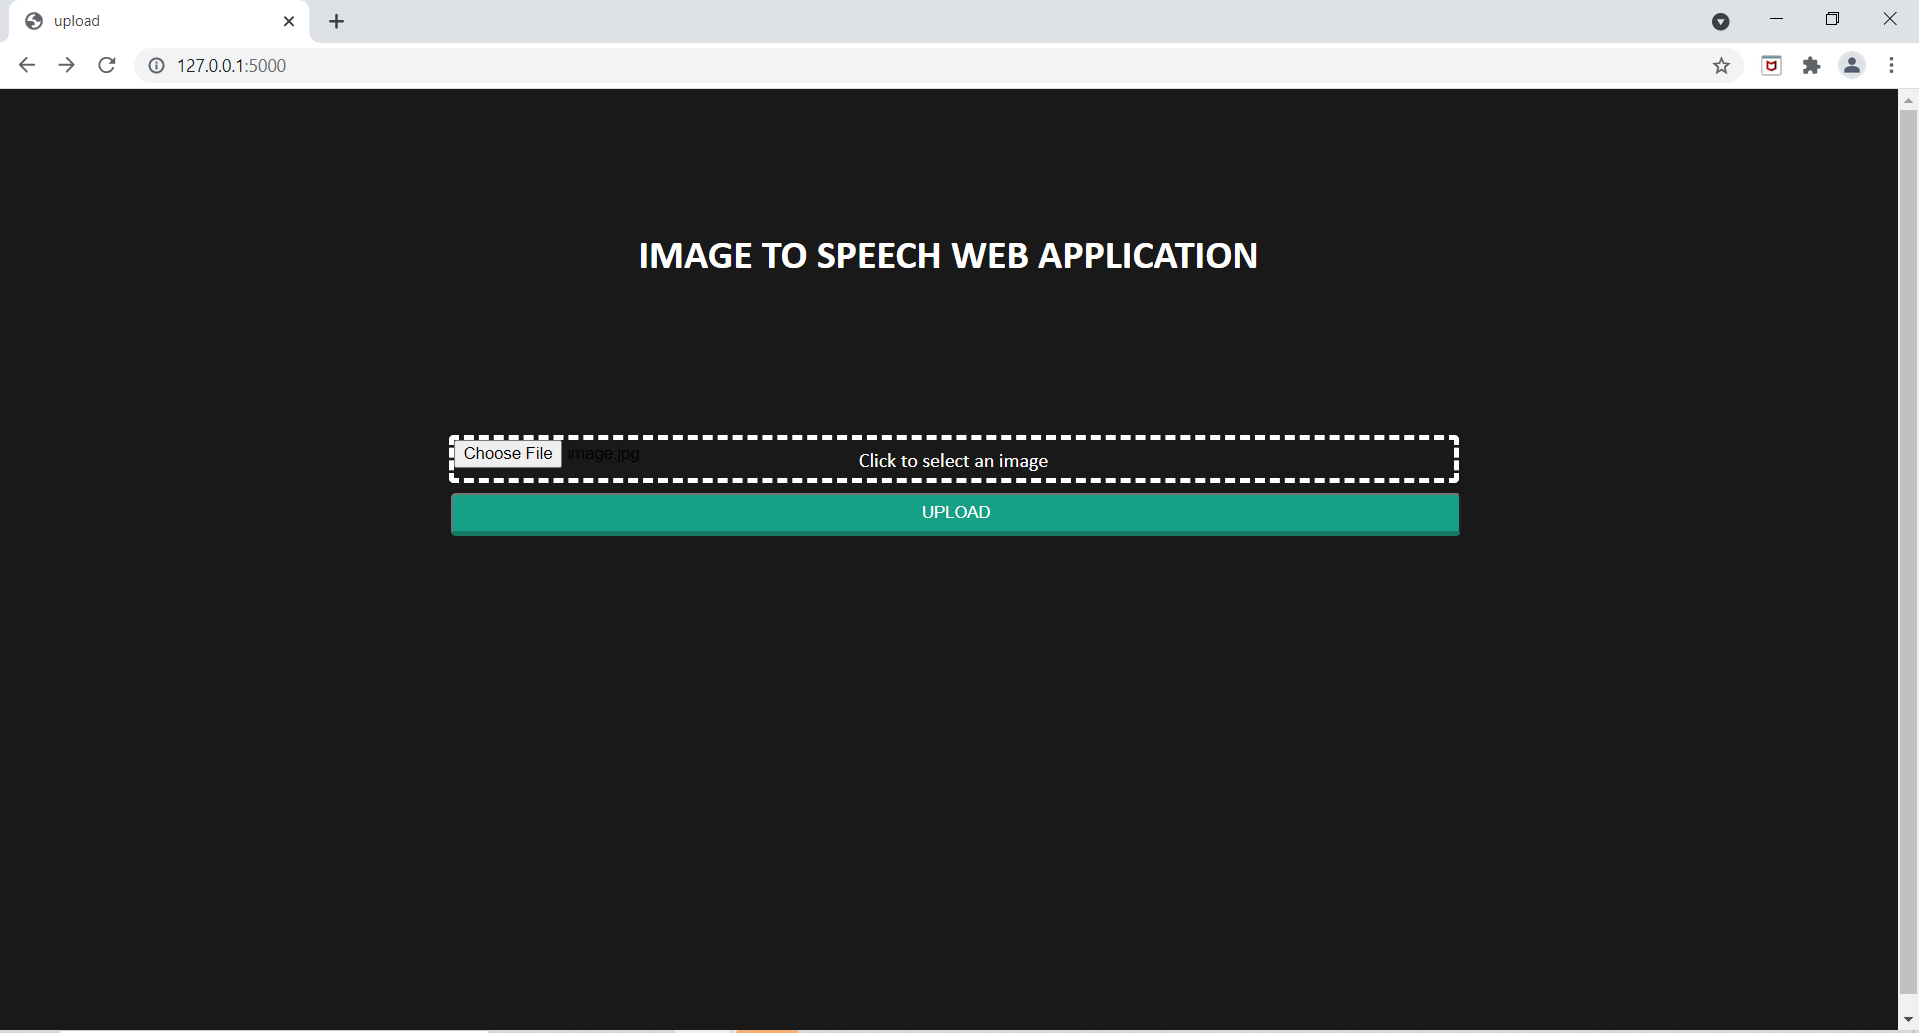 upload
127.0.0.1:5000
IMAGE TO SPEECH WEB APPLICATION
Choose File image.jpg
Click to select an image
UPLOAD